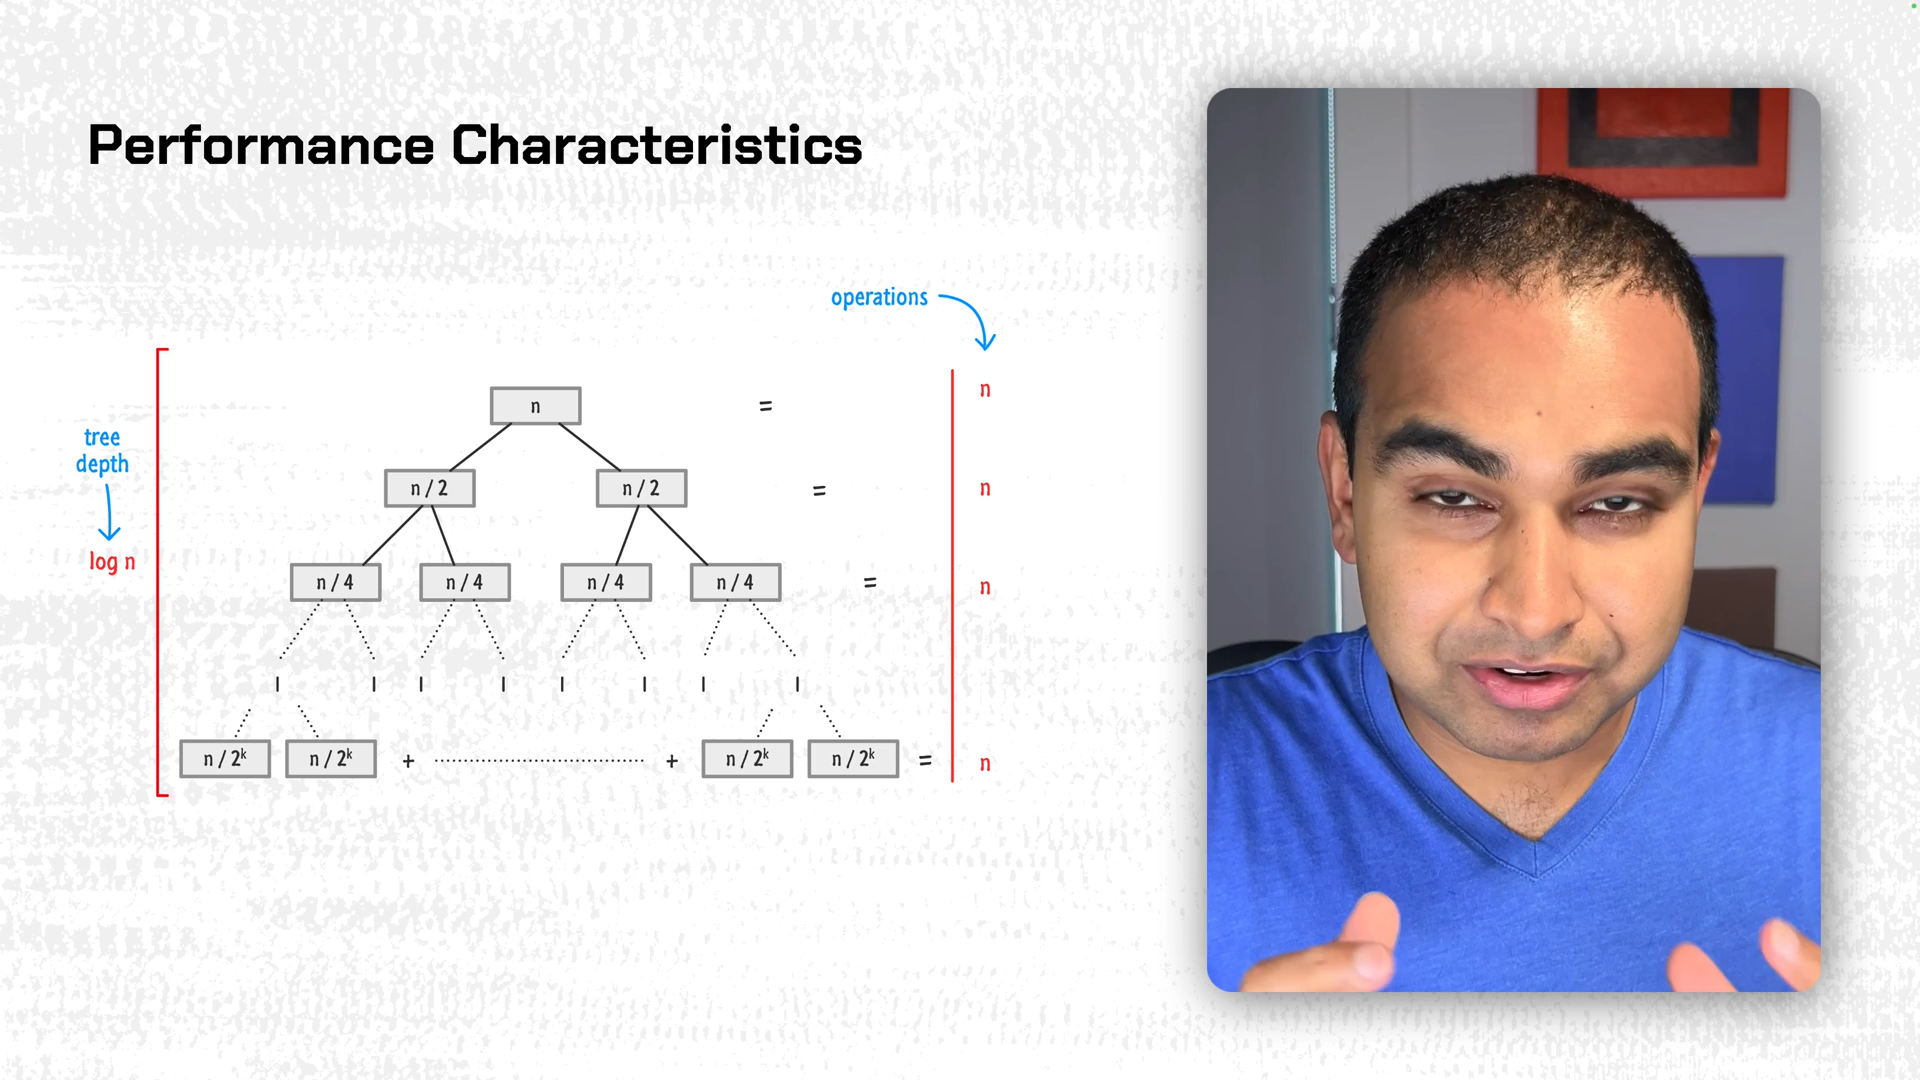 Performance Characteristics
operations
n
=
n
tree
depth
n / 2
n / 2
=
n
log n
n / 4
n / 4
n / 4
n / 4
=
n
n / 2ᵏ
n / 2ᵏ
+
+
n / 2ᵏ
n / 2ᵏ
=
n